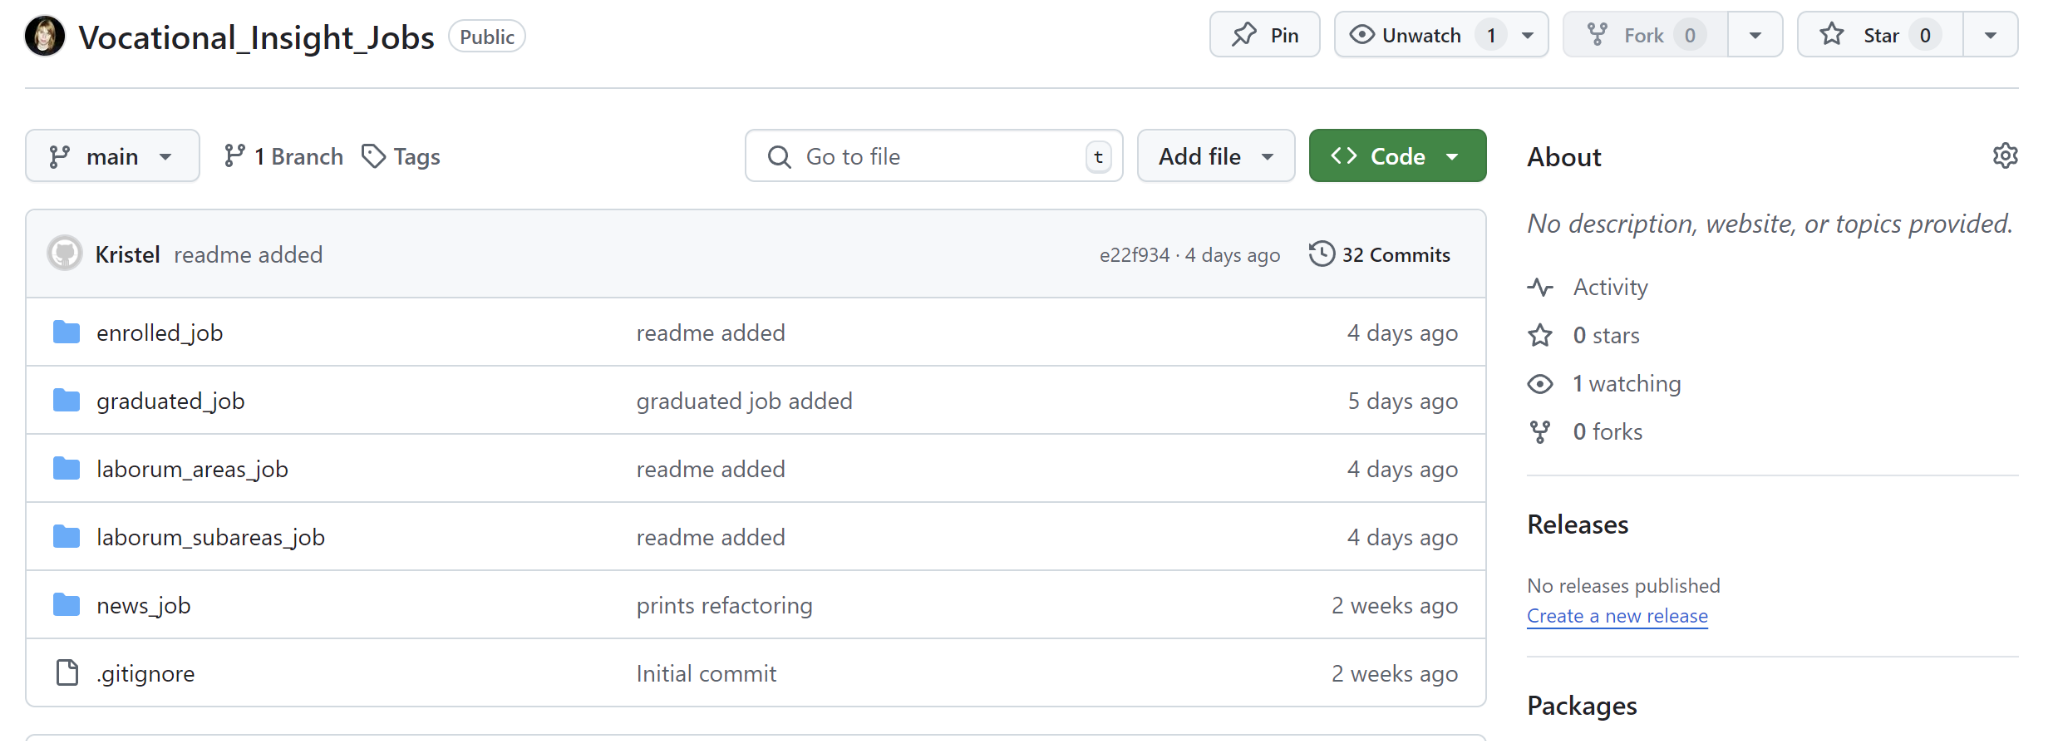 Vocational_Insight_Jobs Public Pin Unwatch 1 Fork 0 Star 0
main 1 Branch Tags Go to file t Add file Code
Kristel readme added e22f934 · 4 days ago 32 Commits
enrolled_job readme added 4 days ago
graduated_job graduated job added 5 days ago
laborum_areas_job readme added 4 days ago
laborum_subareas_job readme added 4 days ago
news_job prints refactoring 2 weeks ago
.gitignore Initial commit 2 weeks ago
About
No description, website, or topics provided.
Activity
0 stars
1 watching
0 forks
Releases
No releases published
Create a new release
Packages